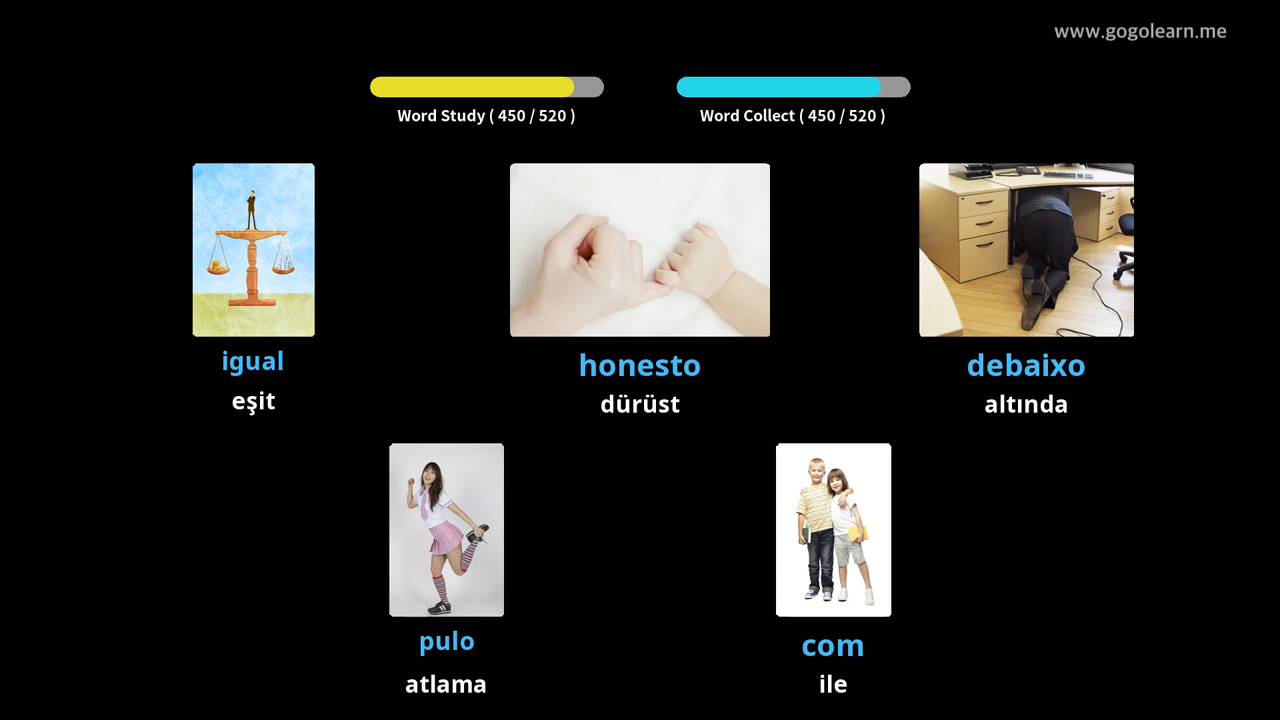 www.gogolearn.me
Word Study ( 450 / 520 )
Word Collect ( 450 / 520 )
igual
eşit
honesto
dürüst
debaixo
altında
pulo
atlama
com
ile